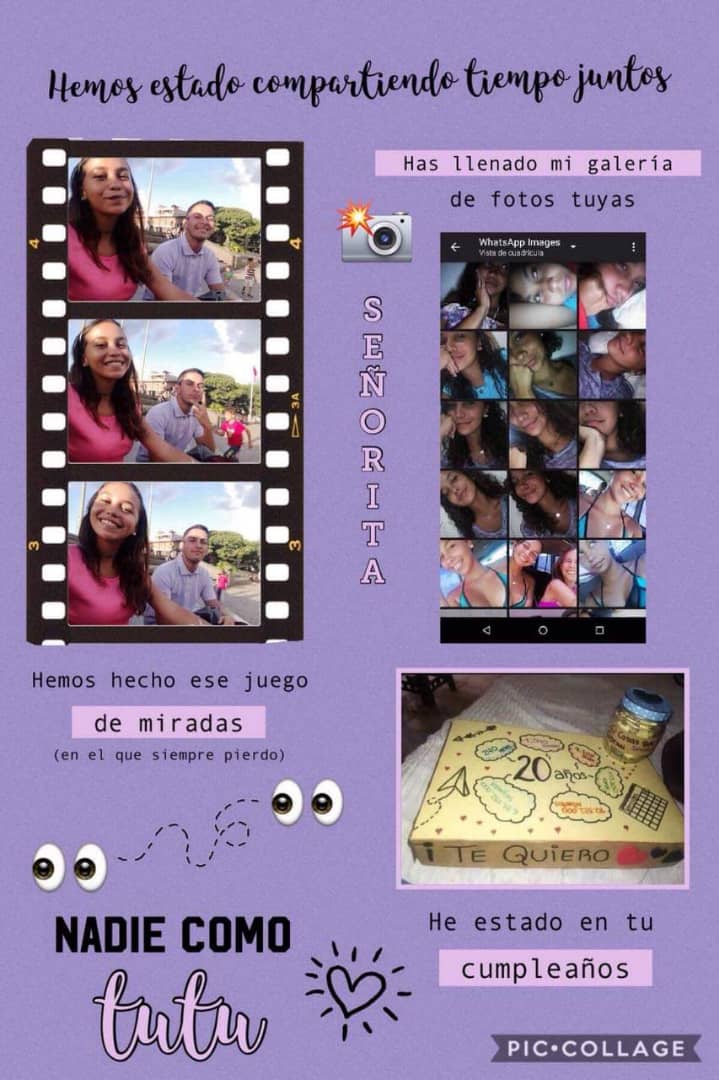 Hemos estado compartiendo tiempo juntos
Has llenado mi galería
de fotos tuyas
SEÑORITA
WhatsApp Images
Vista de cuadrícula
4
4
3A
3
3
Hemos hecho ese juego
de miradas
(en el que siempre pierdo)
20
años
¡ TE QUIERO
He estado en tu
cumpleaños
NADIE COMO
tutu
PIC•COLLAGE